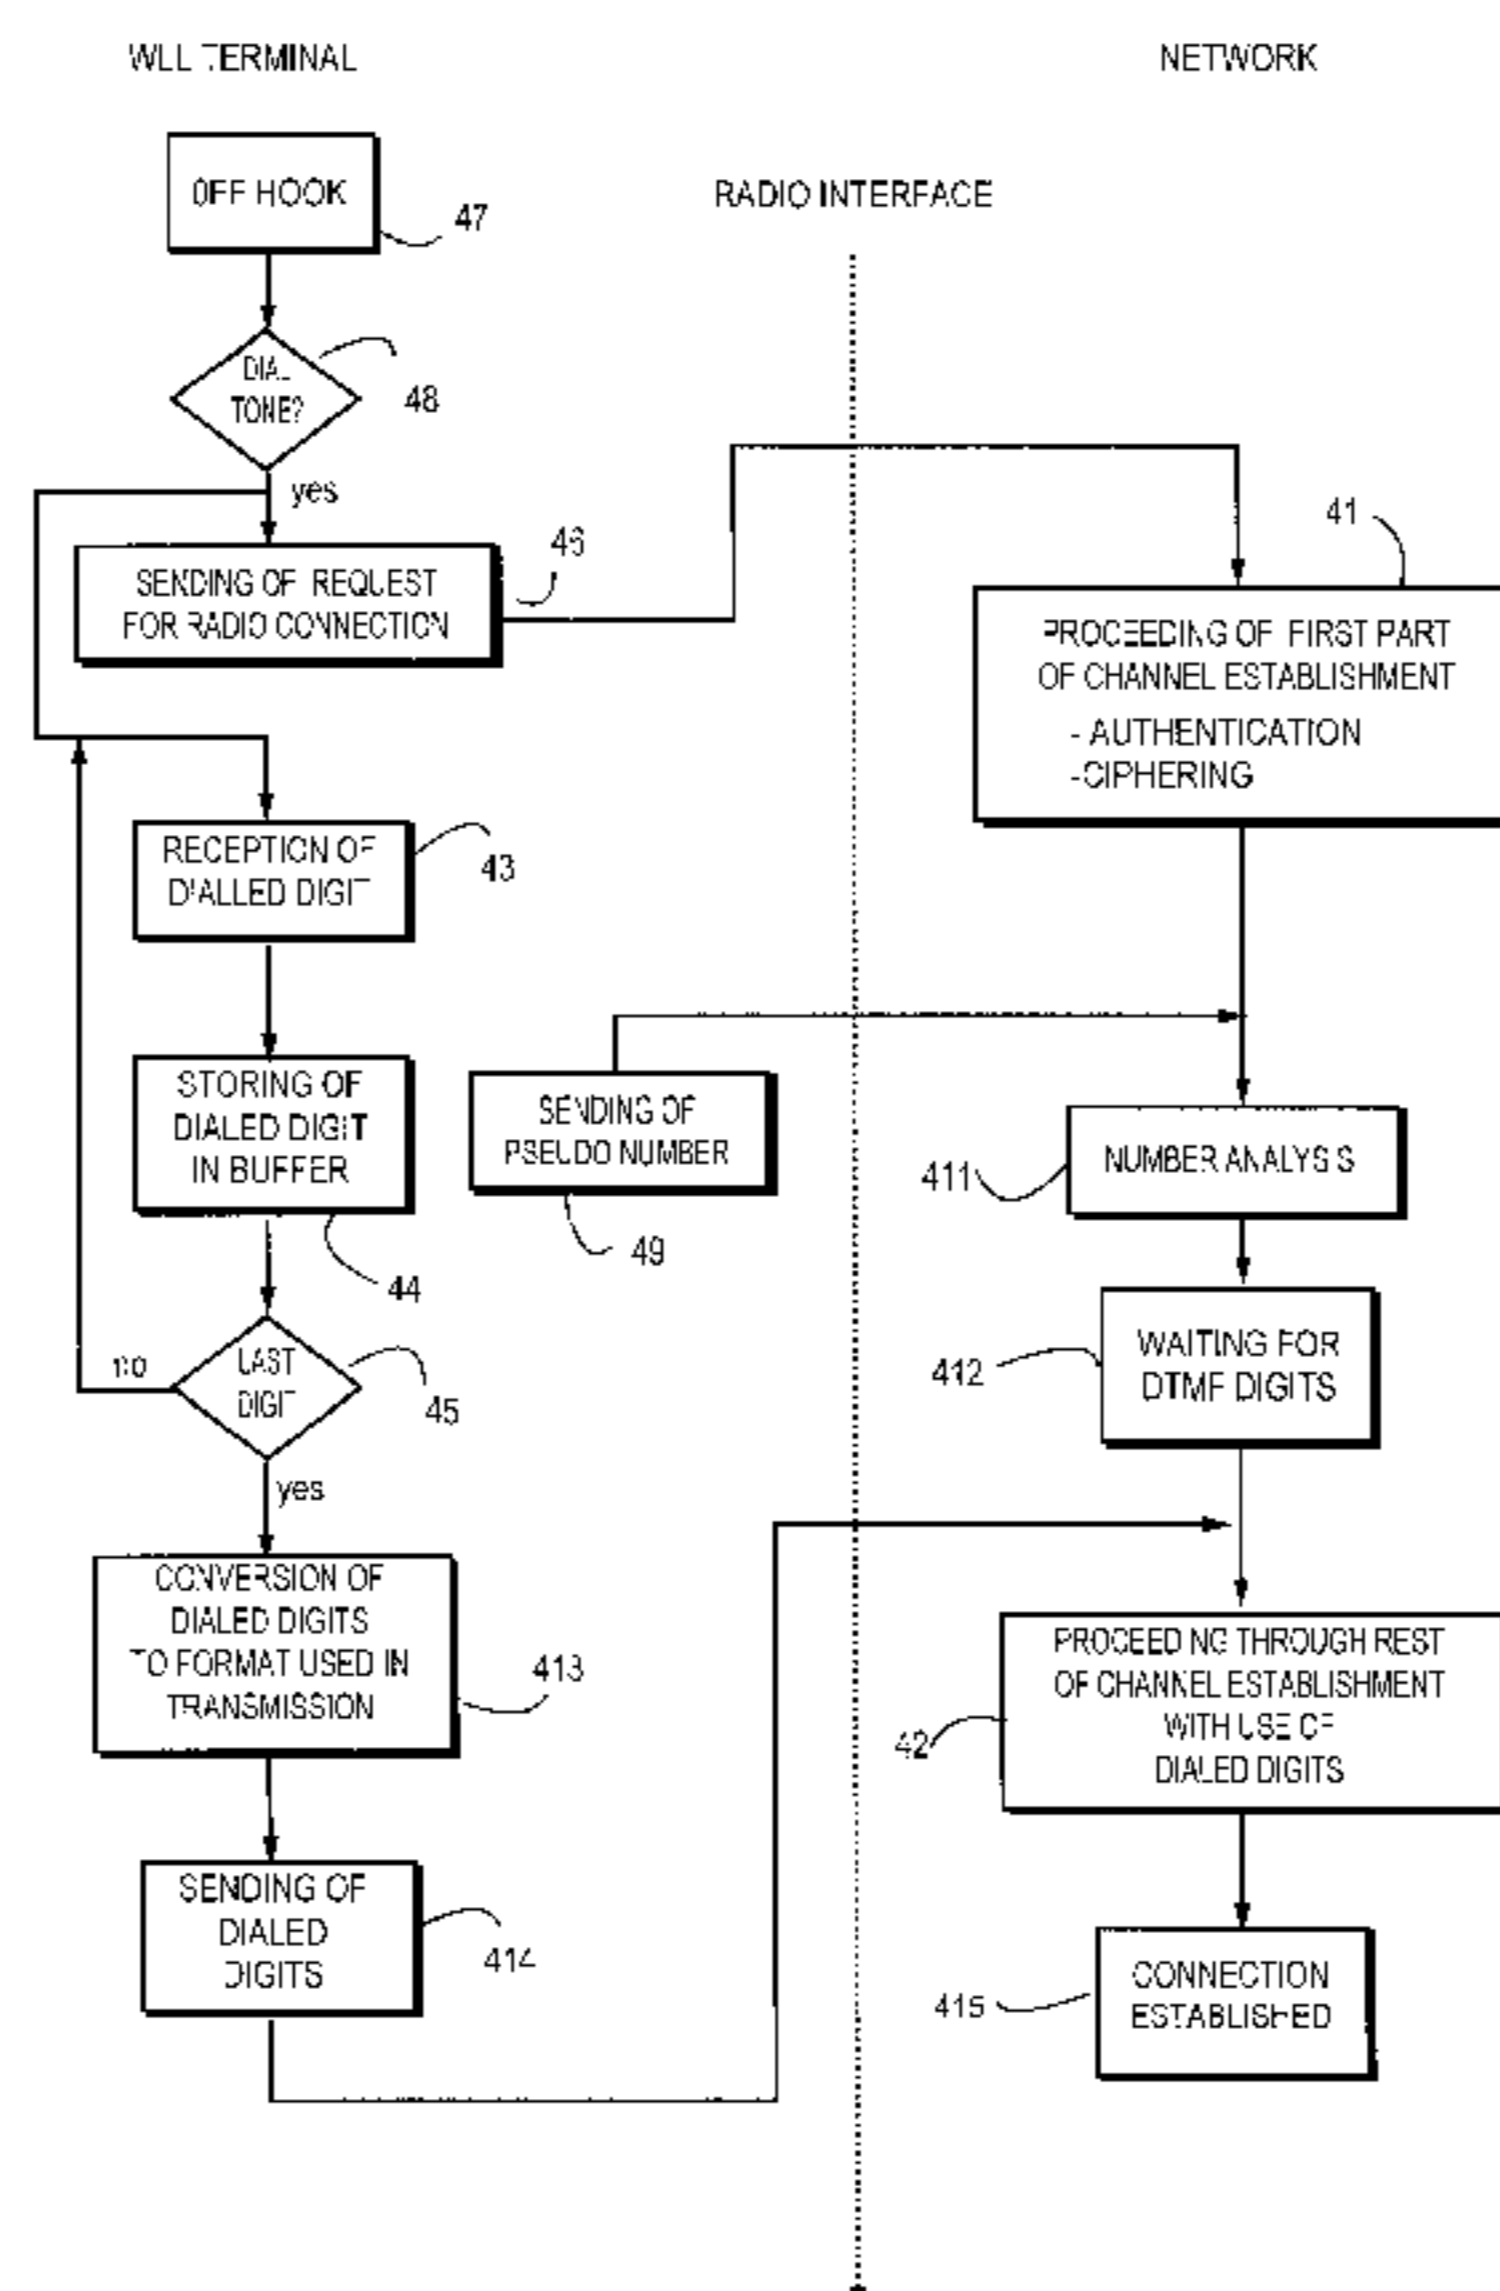 WLL TERMINAL
NETWORK
RADIO INTERFACE
OFF HOOK
47
DIAL
TONE?
48
yes
SENDING OF REQUEST
FOR RADIO CONNECTION
46
41
PROCEEDING OF FIRST PART
OF CHANNEL ESTABLISHMENT
- AUTHENTICATION
-CIPHERING
RECEPTION OF
DIALLED DIGIT
43
STORING OF
DIALED DIGIT
IN BUFFER
44
SENDING OF
PSEUDO NUMBER
49
NUMBER ANALYSIS
411
WAITING FOR
DTMF DIGITS
412
LAST
DIGIT
45
no
yes
CONVERSION OF
DIALED DIGITS
TO FORMAT USED IN
TRANSMISSION
413
PROCEEDING THROUGH REST
OF CHANNEL ESTABLISHMENT
WITH USE OF
DIALED DIGITS
42
SENDING OF
DIALED
DIGITS
414
CONNECTION
ESTABLISHED
415